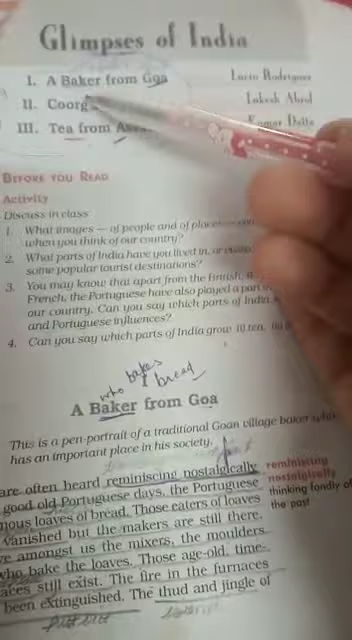 Glimpses of India
I. A Baker from Goa Lucio Rodrigues
II. Coorg Lokesh Abrol
III. Tea from Kumar Datta
BEFORE YOU READ
Activity
Discuss in class
1. What images — of people and of places —
when you think of our country?
2. What parts of India have you lived in, or
some popular tourist destinations?
3. You may know that apart from the British,
French, the Portuguese have also played a part
our country. Can you say which parts of India
and Portuguese influences?
4. Can you say which parts of India grow (i) tea,
who bakes bread
A Baker from Goa
This is a pen-portrait of a traditional Goan village baker who
has an important place in his society.
are often heard reminiscing nostalgically reminiscing
nostalgically
good old Portuguese days, the Portuguese thinking fondly of
loaves of bread. Those eaters of loaves the past
vanished but the makers are still there.
amongst us the mixers, the moulders
who bake the loaves. Those age-old, time-
still exist. The fire in the furnaces
been extinguished. The thud and jingle of